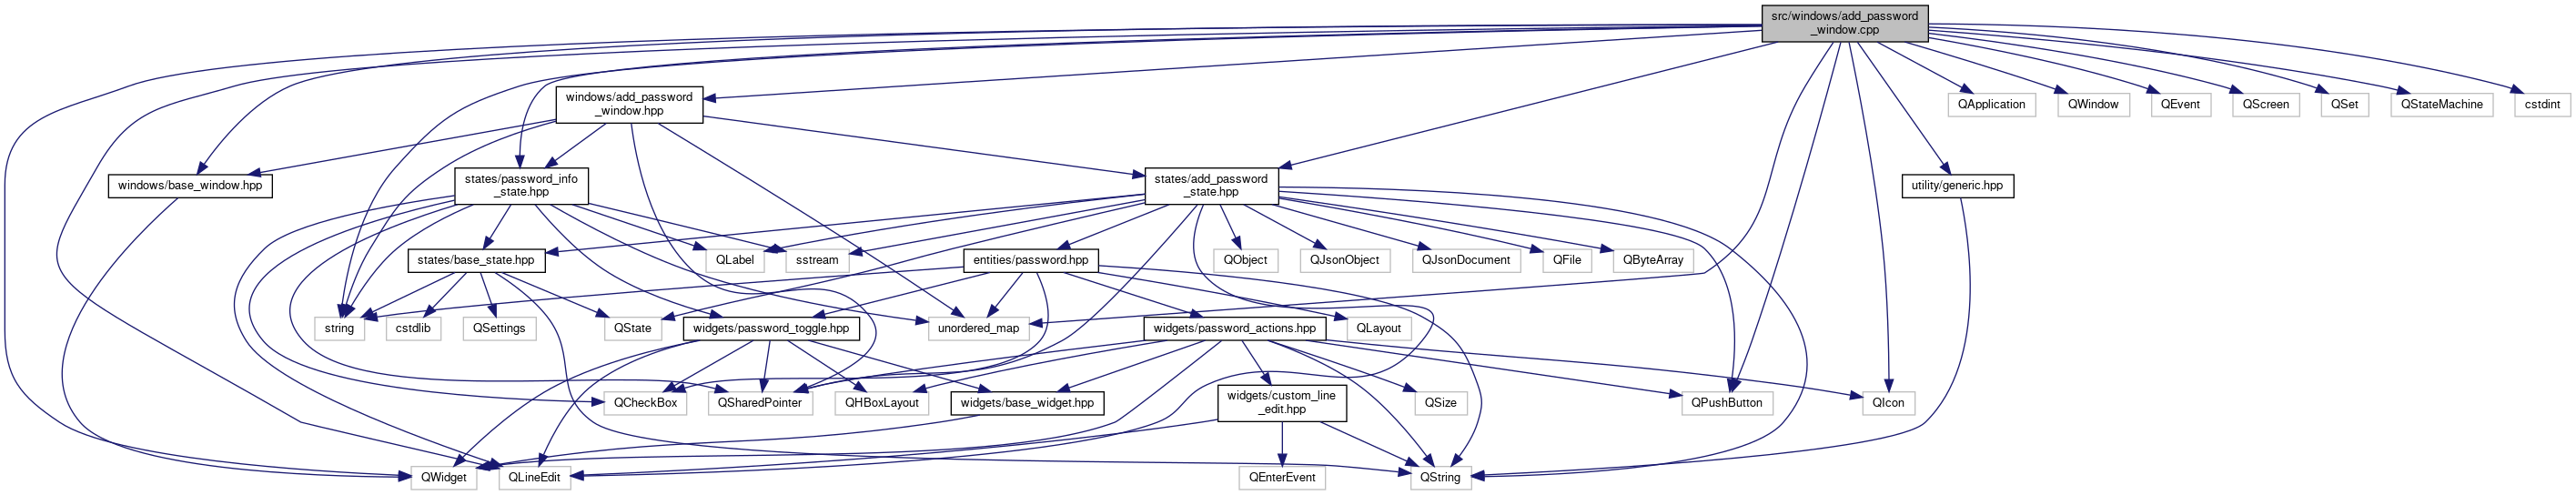 src/windows/add_password
_window.cpp
windows/add_password
_window.hpp
QApplication
QWindow
QEvent
QScreen
QSet
QStateMachine
cstdint
windows/base_window.hpp
states/password_info
_state.hpp
states/add_password
_state.hpp
utility/generic.hpp
states/base_state.hpp
QLabel
sstream
entities/password.hpp
QObject
QJsonObject
QJsonDocument
QFile
QByteArray
string
cstdlib
QSettings
QState
widgets/password_toggle.hpp
unordered_map
widgets/password_actions.hpp
QLayout
QCheckBox
QSharedPointer
QHBoxLayout
widgets/base_widget.hpp
widgets/custom_line
_edit.hpp
QSize
QPushButton
QIcon
QWidget
QLineEdit
QEnterEvent
QString